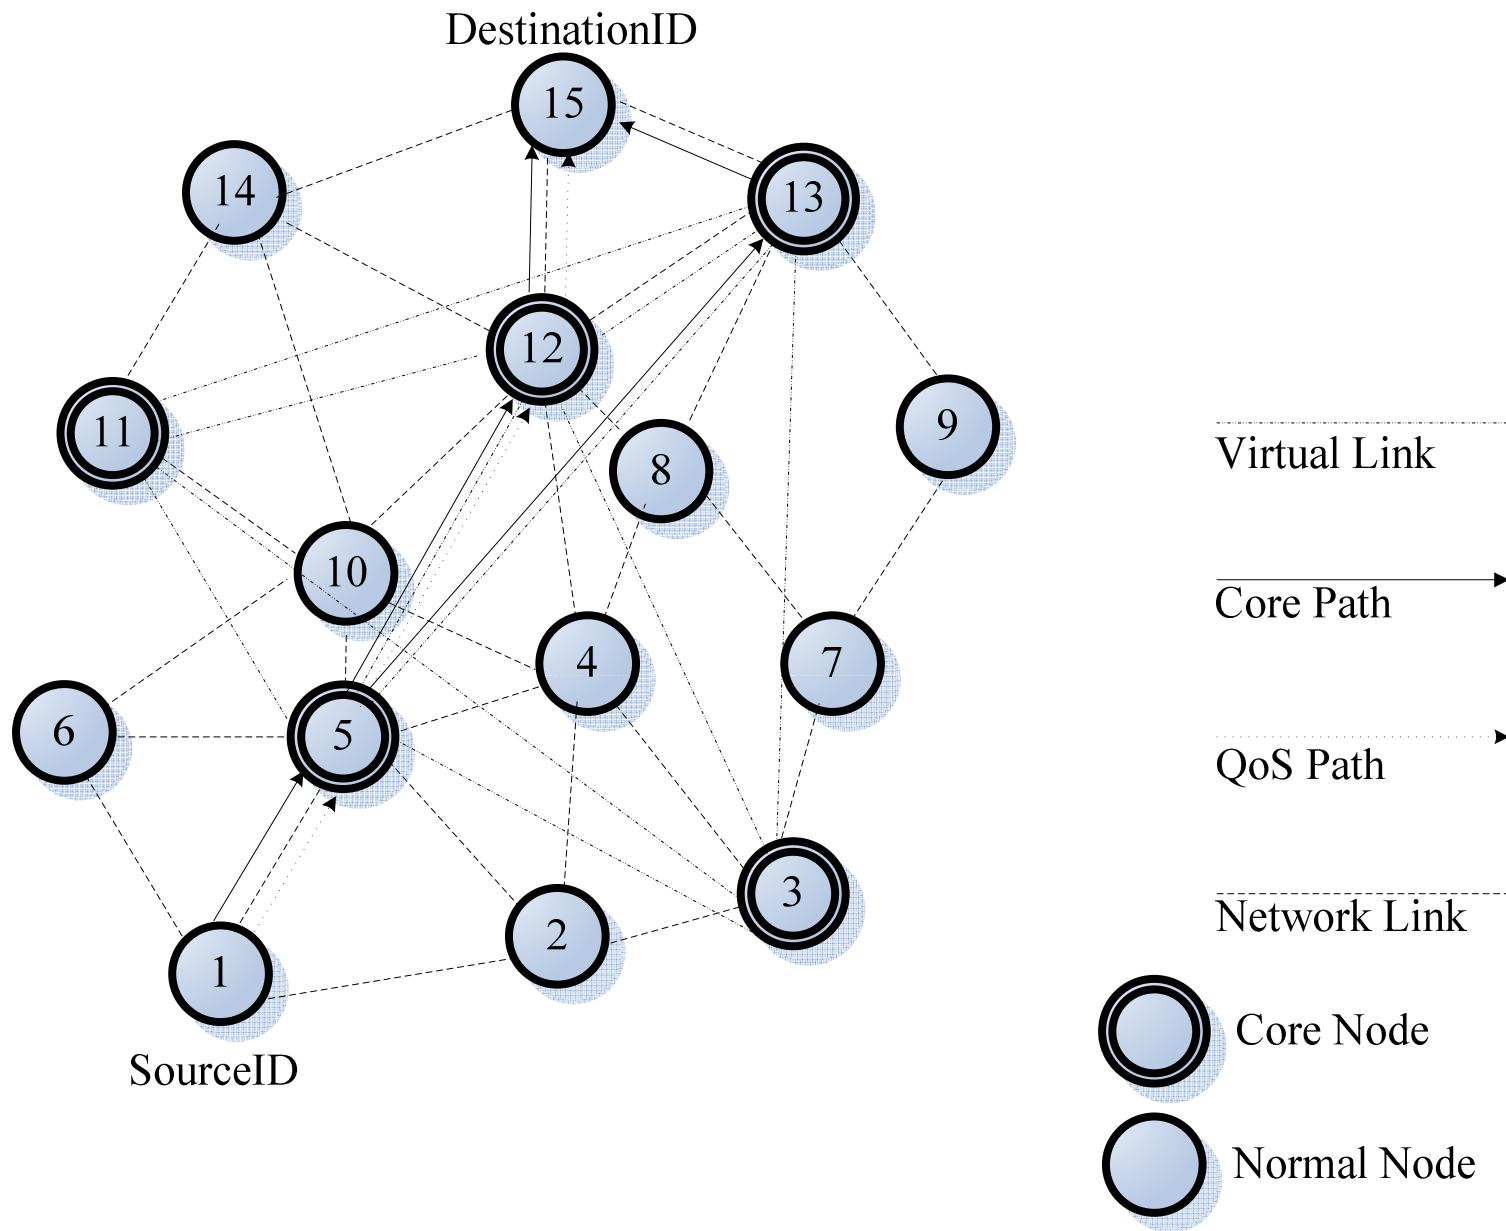 DestinationID
15
14
13
12
11
9
8
10
4
7
6
5
3
2
1
SourceID
Virtual Link
Core Path
QoS Path
Network Link
Core Node
Normal Node